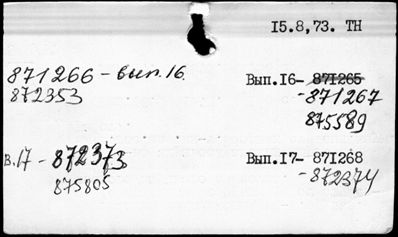 15.8,73. ТН
871266 - вып.16.
872353
Вып.16- 871265
-871267
875589
в.17 - 872373
875805
Вып.17- 871268
-872374